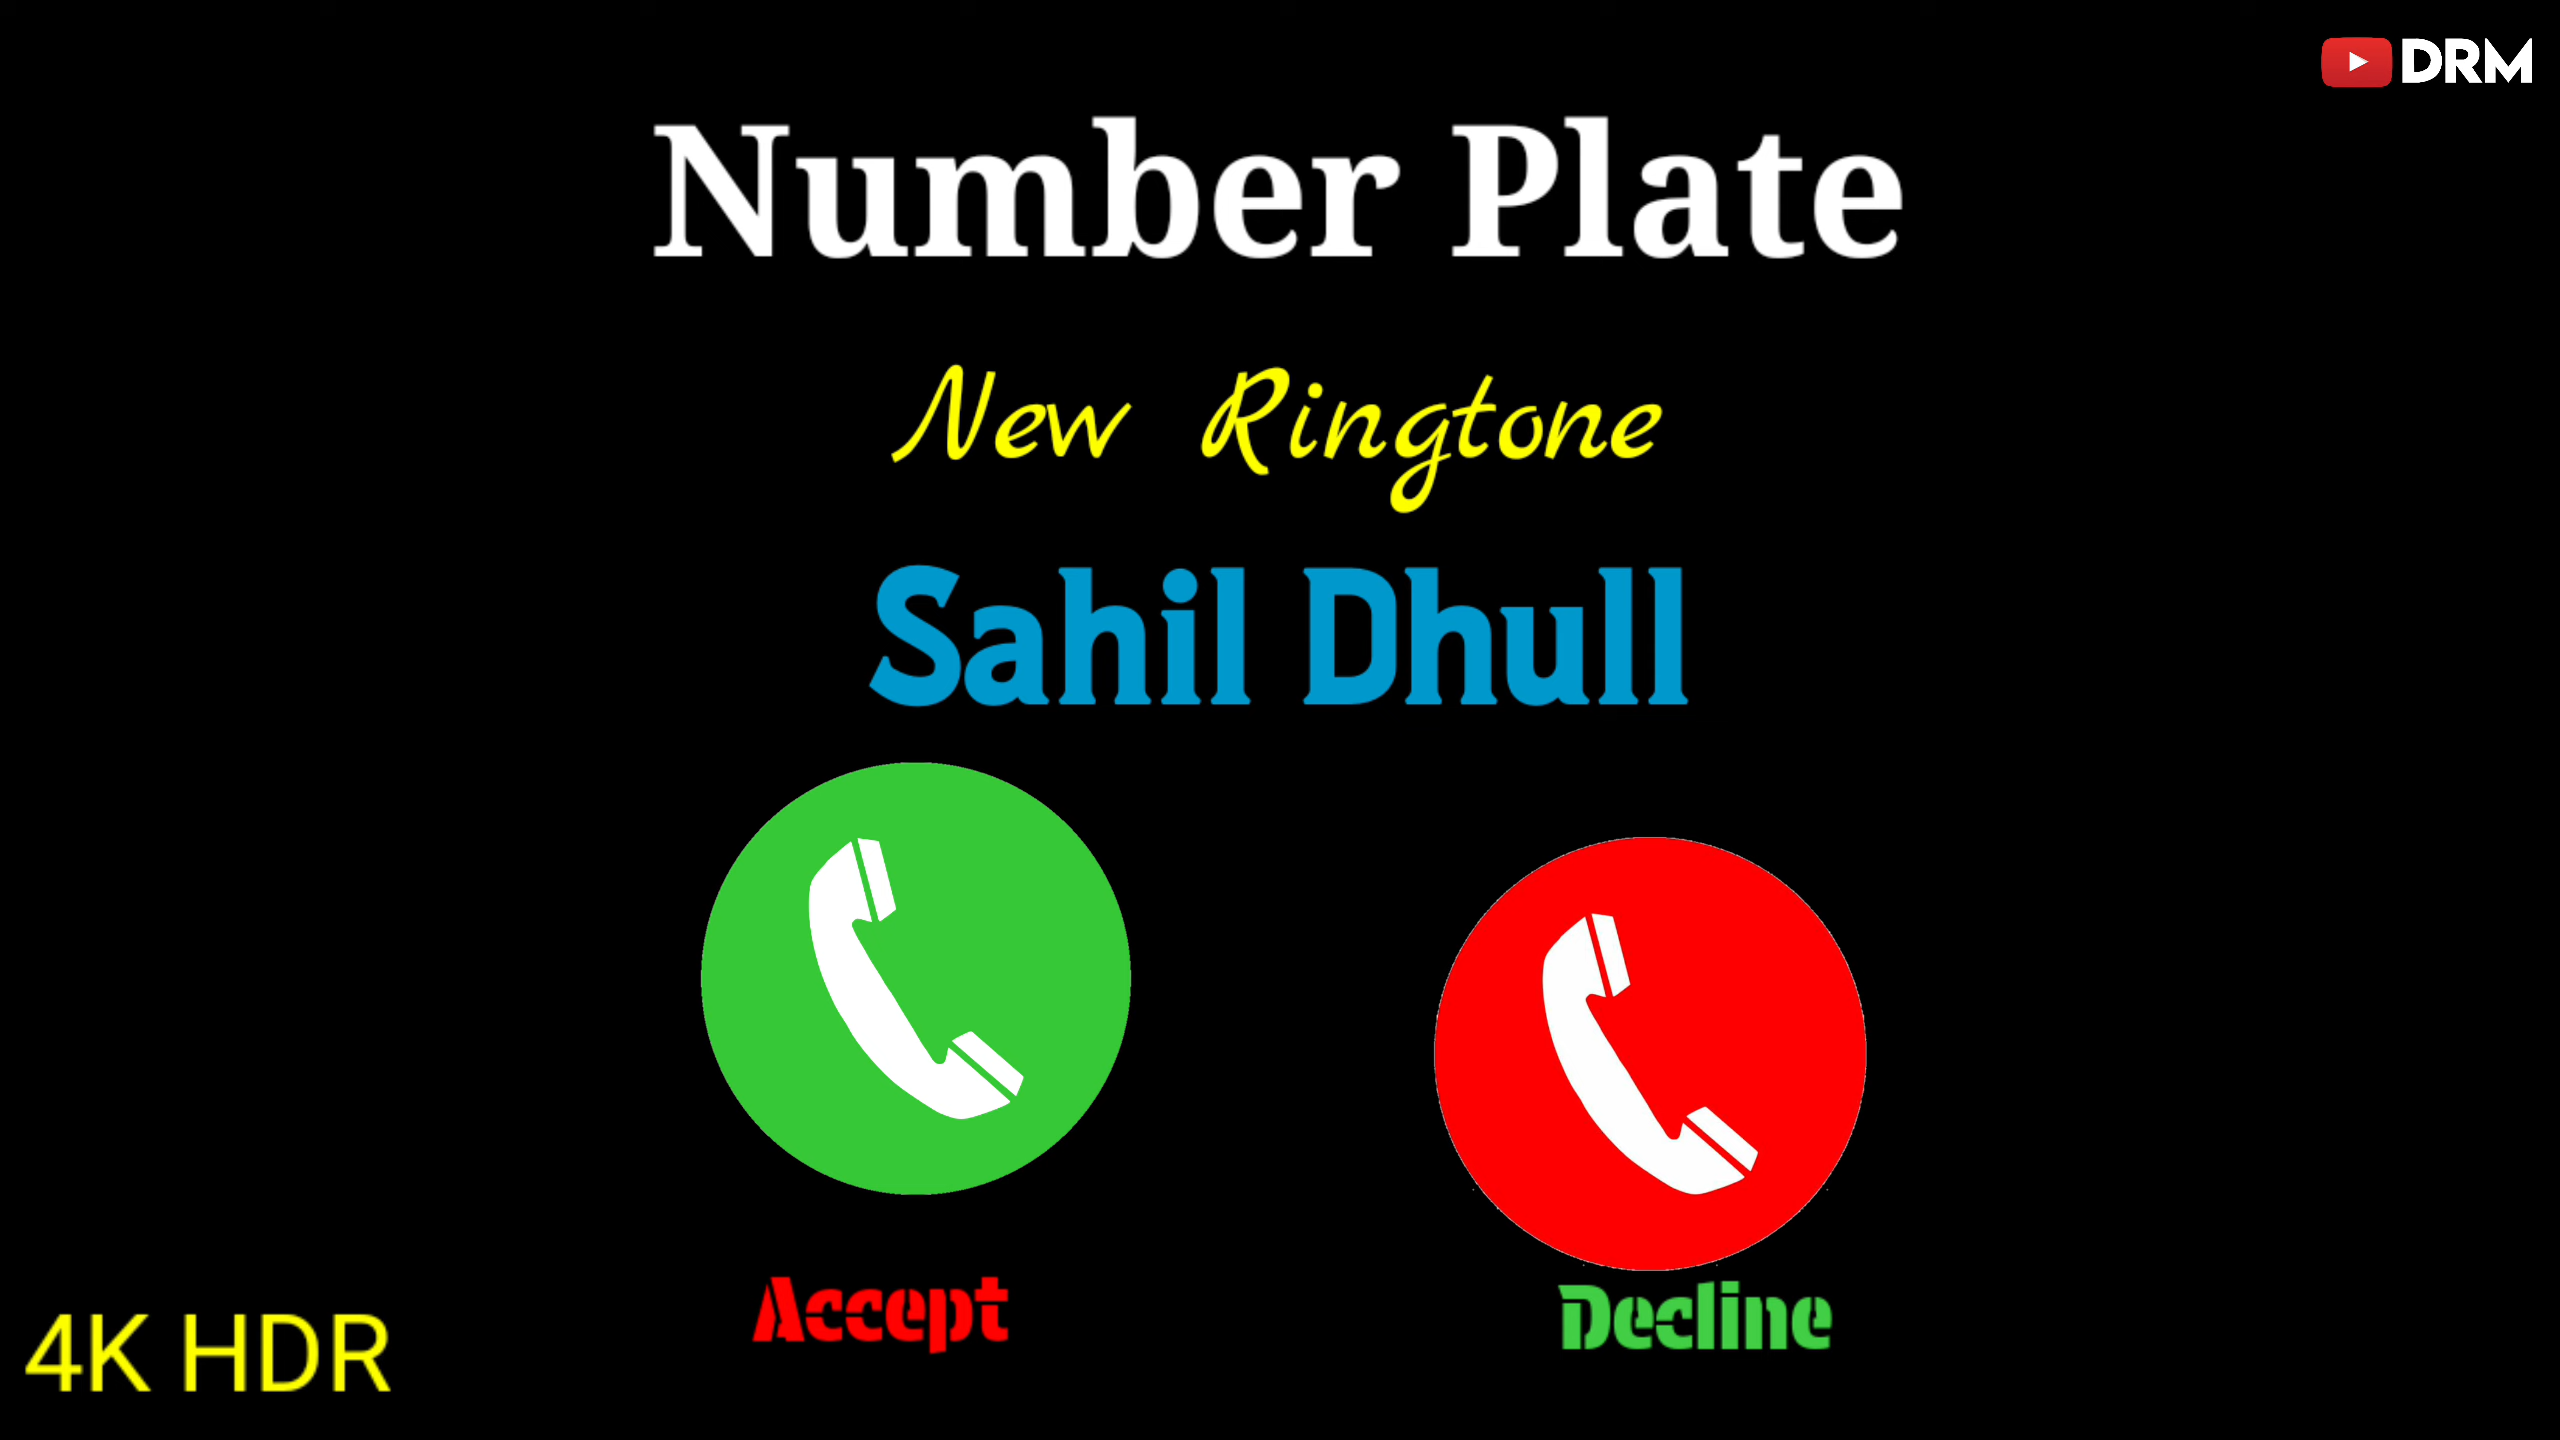 DRM
Number Plate
New Ringtone
Sahil Dhull
Accept
Decline
4K HDR